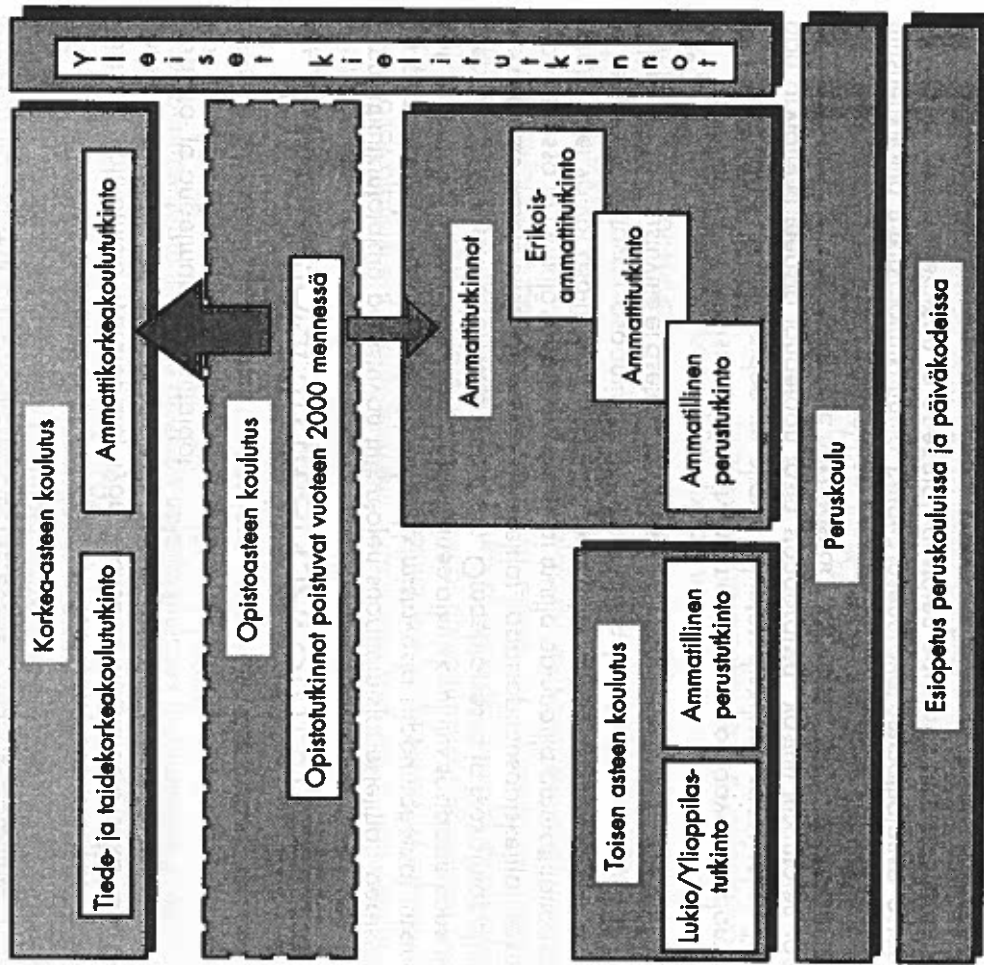 Korkea-asteen koulutus
Tiede- ja taidekorkeakoulututkinto
Ammattikorkeakoulututkinto
Opistoasteen koulutus
Opistotutkinnot poistuvat vuoteen 2000 mennessä
Toisen asteen koulutus
Lukio/Ylioppilas-
tutkinto
Ammatillinen
perustutkinto
Ammattitutkinnot
Ammatillinen
perustutkinto
Ammattitutkinto
Erikois-
ammattitutkinto
Yleiset kielitutkinnot
Peruskoulu
Esiopetus peruskouluissa ja päiväkodeissa